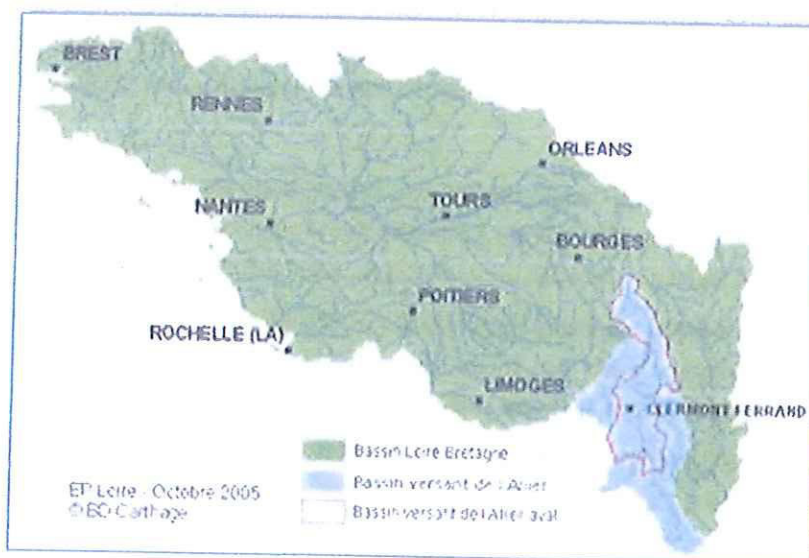 BREST
RENNES
ORLEANS
NANTES
TOURS
BOURGES
POITIERS
ROCHELLE (LA)
LIMOGES
CLERMONT FERRAND
Bassin Loire Bretagne
Bassin versant de l'Allier
Bassin versant de l'Allier aval
EP Loire - Octobre 2005
© BD Carthage